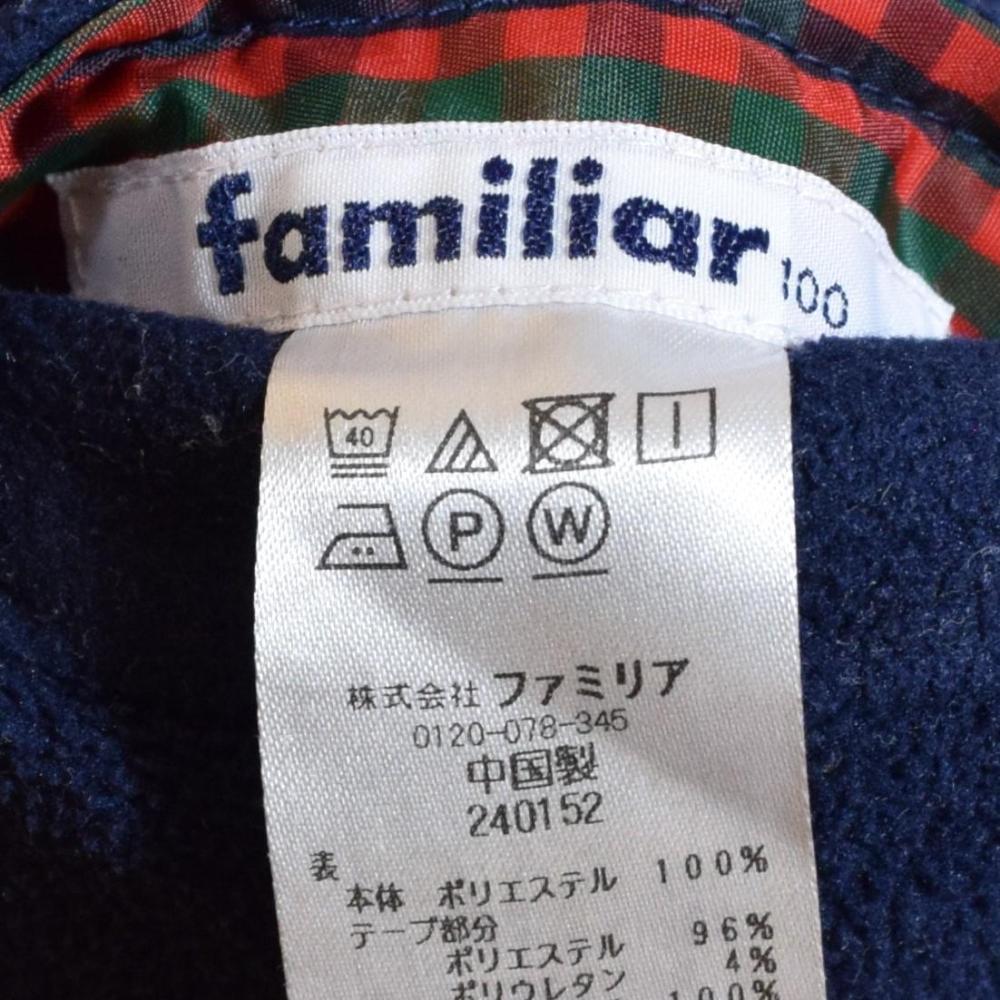 familiar 100
40
P W
株式会社 ファミリア
0120-078-345
中国製
240152
表
本体 ポリエステル 100%
テープ部分
ポリエステル 96%
ポリウレタン 4%
100%